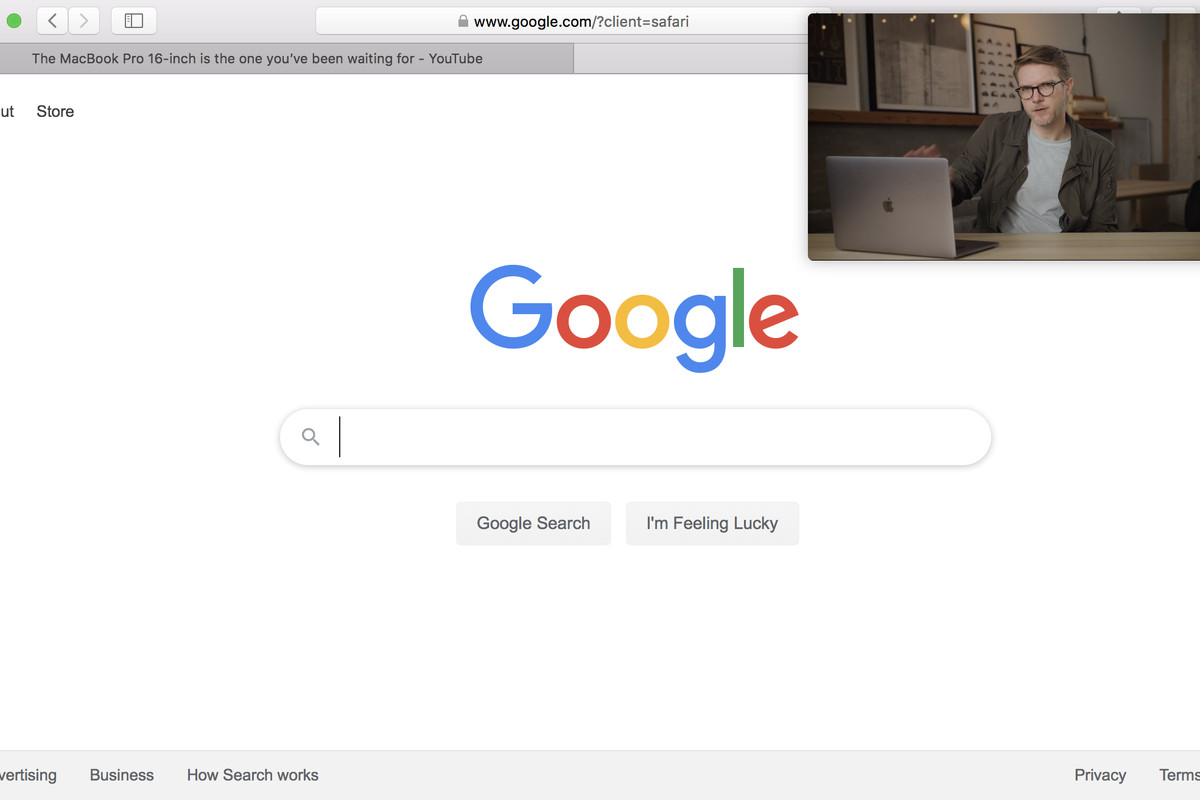 www.google.com/?client=safari
The MacBook Pro 16-inch is the one you’ve been waiting for - YouTube
ut Store
Google
Google Search I'm Feeling Lucky
vertising Business How Search works Privacy Terms